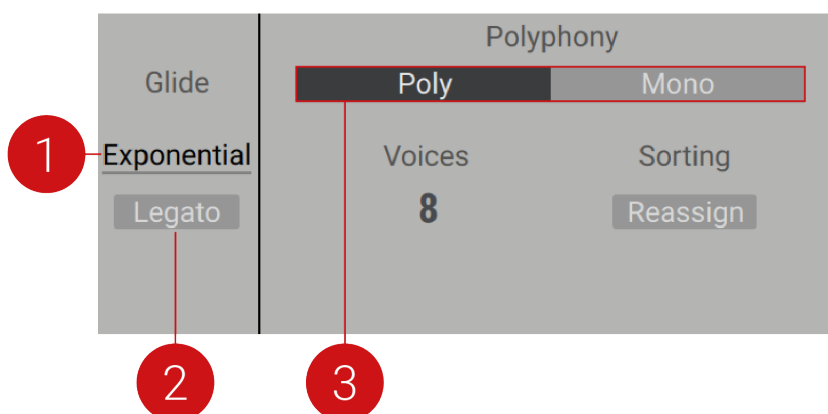 Polyphony
Glide
Poly Mono
1
Exponential
Voices Sorting
Legato
8
Reassign
2
3